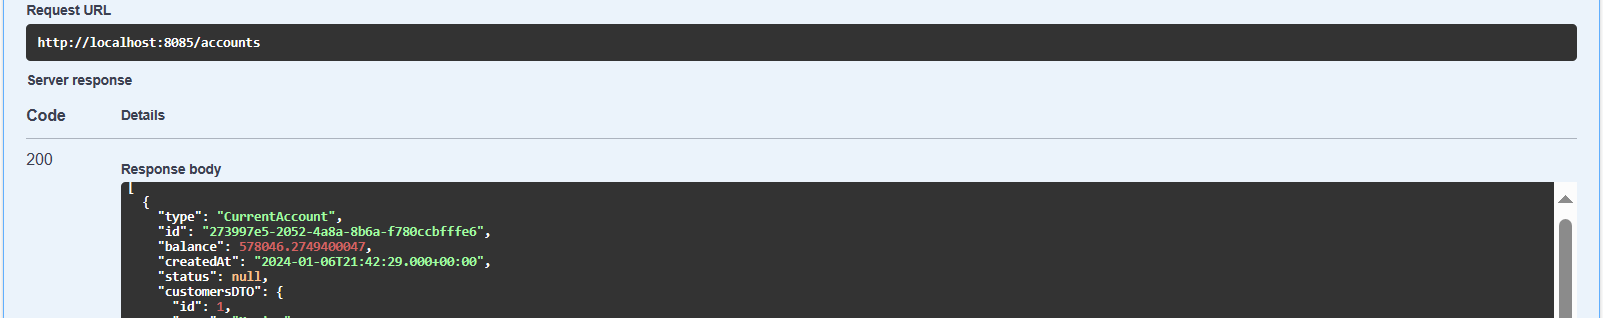 Request URL
http://localhost:8085/accounts
Server response
Code Details
200
Response body
[
{
"type": "CurrentAccount",
"id": "273997e5-2052-4a8a-8b6a-f780ccbfffe6",
"balance": 578046.2749400047,
"createdAt": "2024-01-06T21:42:29.000+00:00",
"status": null,
"customersDTO": {
"id": 1,